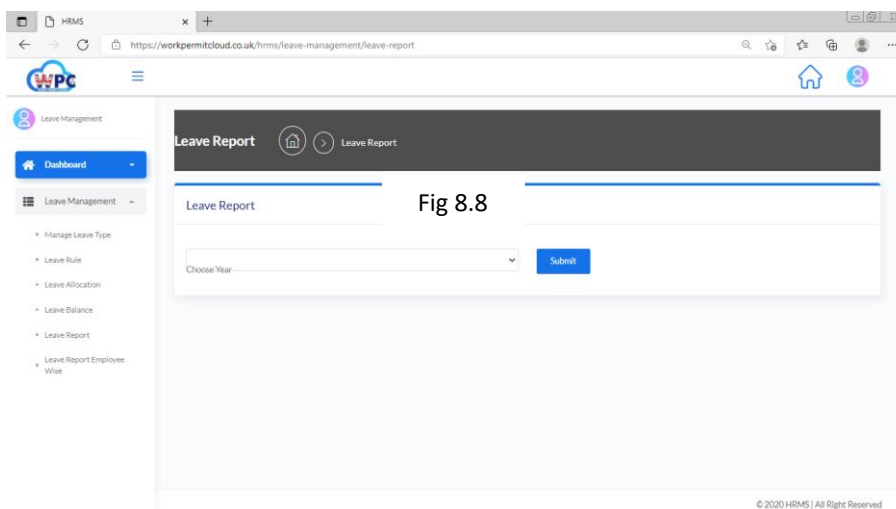 HRMS
https://workpermitcloud.co.uk/hrms/leave-management/leave-report
WPC
Leave Management
Leave Report
Leave Report
Dashboard
Leave Management
Leave Report
Fig 8.8
Manage Leave Type
Choose Year
Submit
Leave Rule
Leave Allocation
Leave Balance
Leave Report
Leave Report Employee
Wise
© 2020 HRMS | All Right Reserved